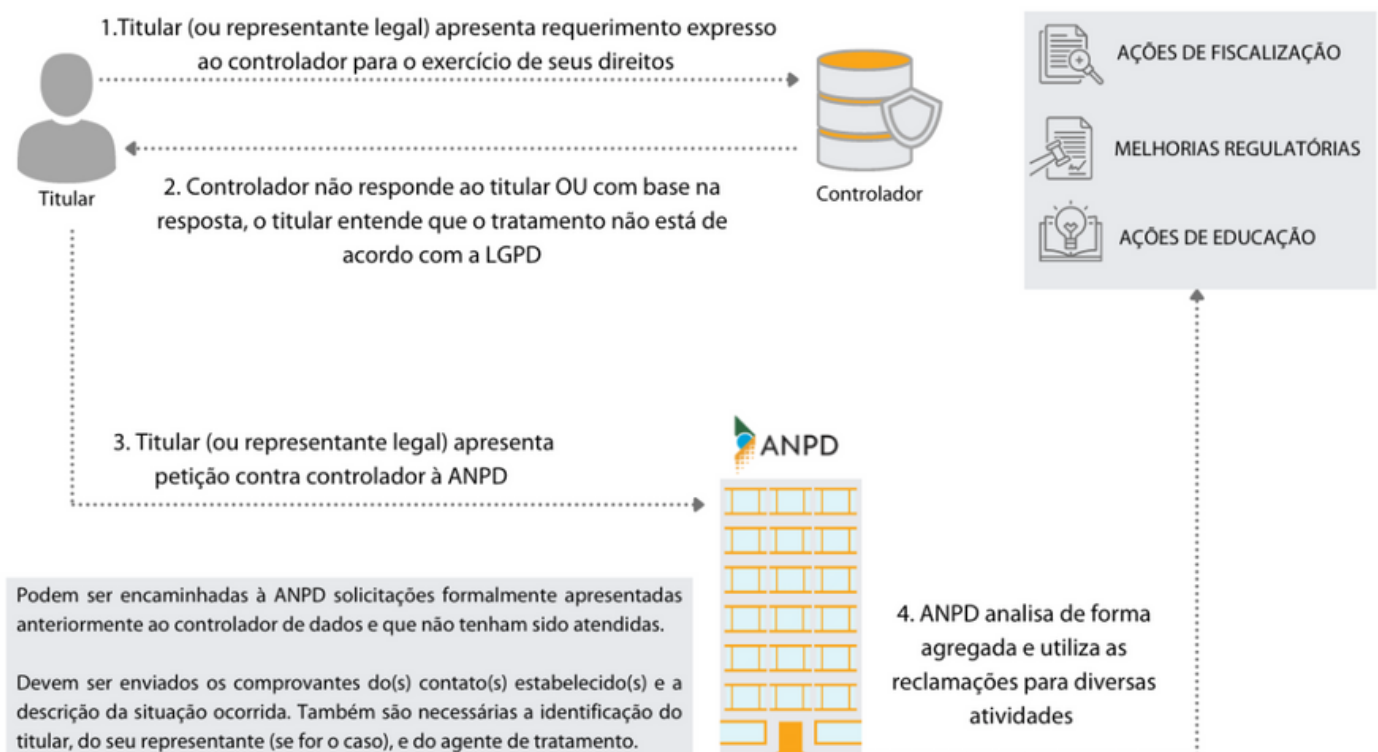 1.Titular (ou representante legal) apresenta requerimento expresso
ao controlador para o exercício de seus direitos
Titular
Controlador
2. Controlador não responde ao titular OU com base na
resposta, o titular entende que o tratamento não está de
acordo com a LGPD
AÇÕES DE FISCALIZAÇÃO
MELHORIAS REGULATÓRIAS
AÇÕES DE EDUCAÇÃO
3. Titular (ou representante legal) apresenta
petição contra controlador à ANPD
ANPD
Podem ser encaminhadas à ANPD solicitações formalmente apresentadas
anteriormente ao controlador de dados e que não tenham sido atendidas.
Devem ser enviados os comprovantes do(s) contato(s) estabelecido(s) e a
descrição da situação ocorrida. Também são necessárias a identificação do
titular, do seu representante (se for o caso), e do agente de tratamento.
4. ANPD analisa de forma
agregada e utiliza as
reclamações para diversas
atividades